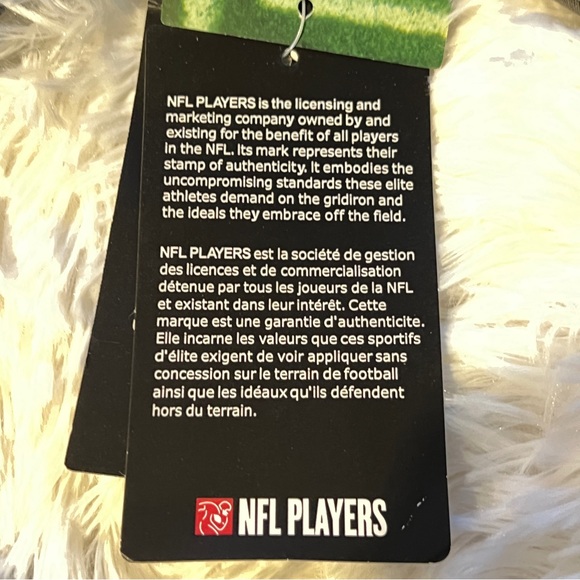 NFL PLAYERS is the licensing and
marketing company owned by and
existing for the benefit of all players
in the NFL. Its mark represents their
stamp of authenticity. It embodies the
uncompromising standards these elite
athletes demand on the gridiron and
the ideals they embrace off the field.
NFL PLAYERS est la société de gestion
des licences et de commercialisation
détenue par tous les joueurs de la NFL
et existant dans leur intérêt. Cette
marque est une garantie d'authenticite.
Elle incarne les valeurs que ces sportifs
d'élite exigent de voir appliquer sans
concession sur le terrain de football
ainsi que les idéaux qu'ils défendent
hors du terrain.
NFL PLAYERS